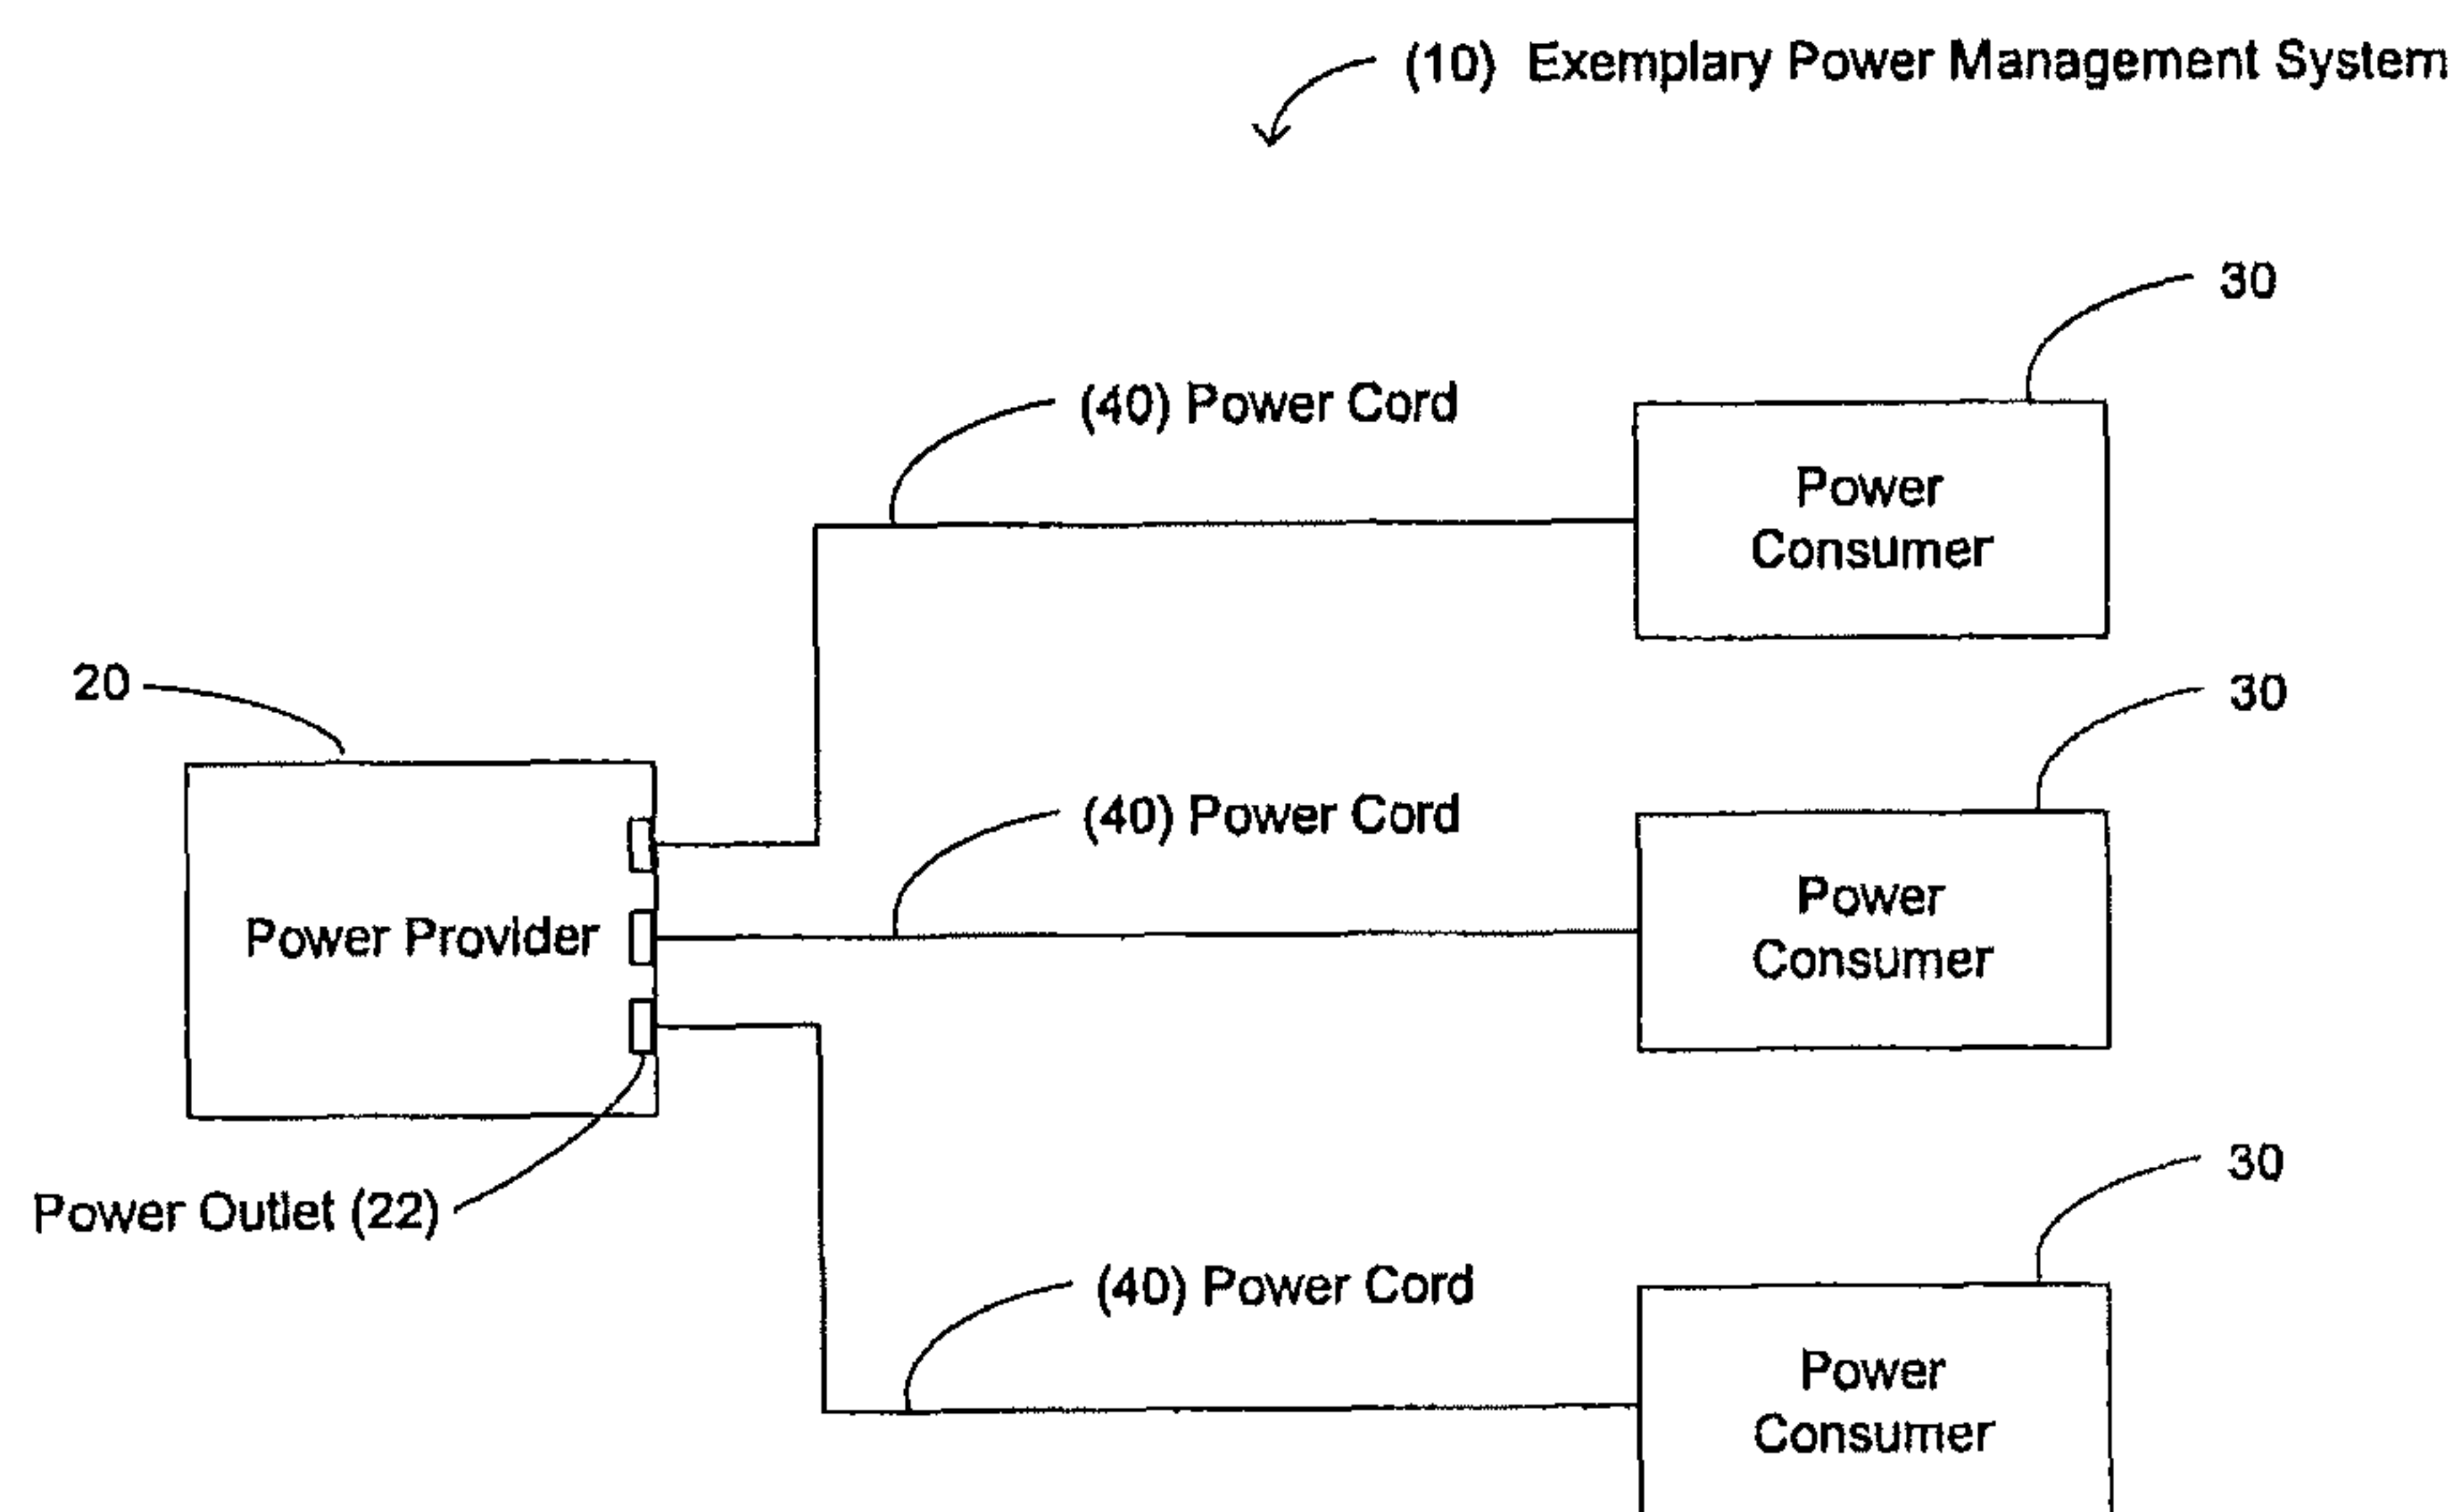 (10) Exemplary Power Management System
30
(40) Power Cord
Power
Consumer
20
30
(40) Power Cord
Power
Consumer
Power Provider
30
Power Outlet (22)
(40) Power Cord
Power
Consumer